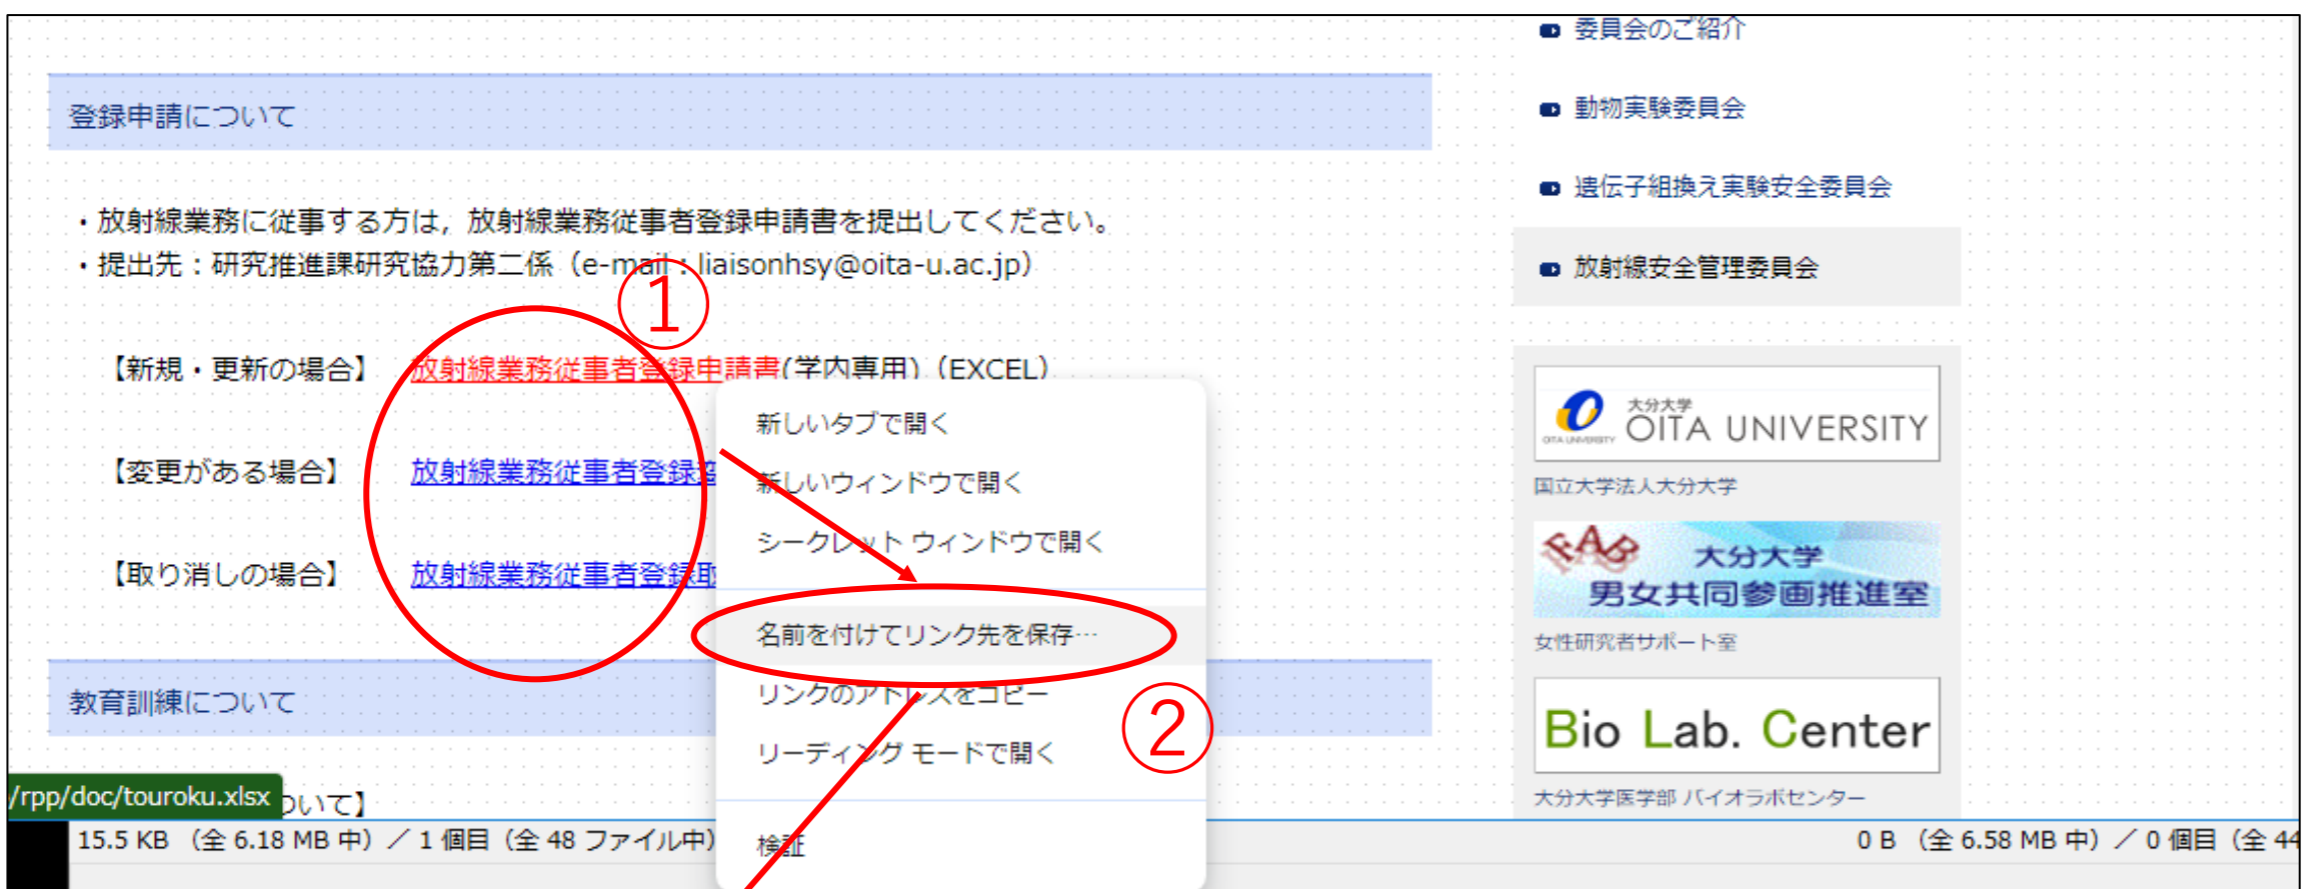 登録申請について
・放射線業務に従事する方は，放射線業務従事者登録申請書を提出してください。
・提出先：研究推進課研究協力第二係（e-mail：liaisonhsy@oita-u.ac.jp）
①
【新規・更新の場合】 放射線業務従事者登録申請書(学内専用)（EXCEL）
【変更がある場合】 放射線業務従事者登録
【取り消しの場合】 放射線業務従事者登録取
新しいタブで開く
新しいウィンドウで開く
シークレット ウィンドウで開く
名前を付けてリンク先を保存…
リンクのアドレスをコピー
リーディング モードで開く
検証
②
教育訓練について
ついて】
/rpp/doc/touroku.xlsx
15.5 KB （全 6.18 MB 中）／ 1 個目（全 48 ファイル中）
0 B （全 6.58 MB 中）／ 0 個目（全 44
委員会のご紹介
動物実験委員会
遺伝子組換え実験安全委員会
放射線安全管理委員会
OITA UNIVERSITY
大分大学
OITA UNIVERSITY
国立大学法人大分大学
FAB
大分大学
男女共同参画推進室
女性研究者サポート室
Bio Lab. Center
大分大学医学部 バイオラボセンター